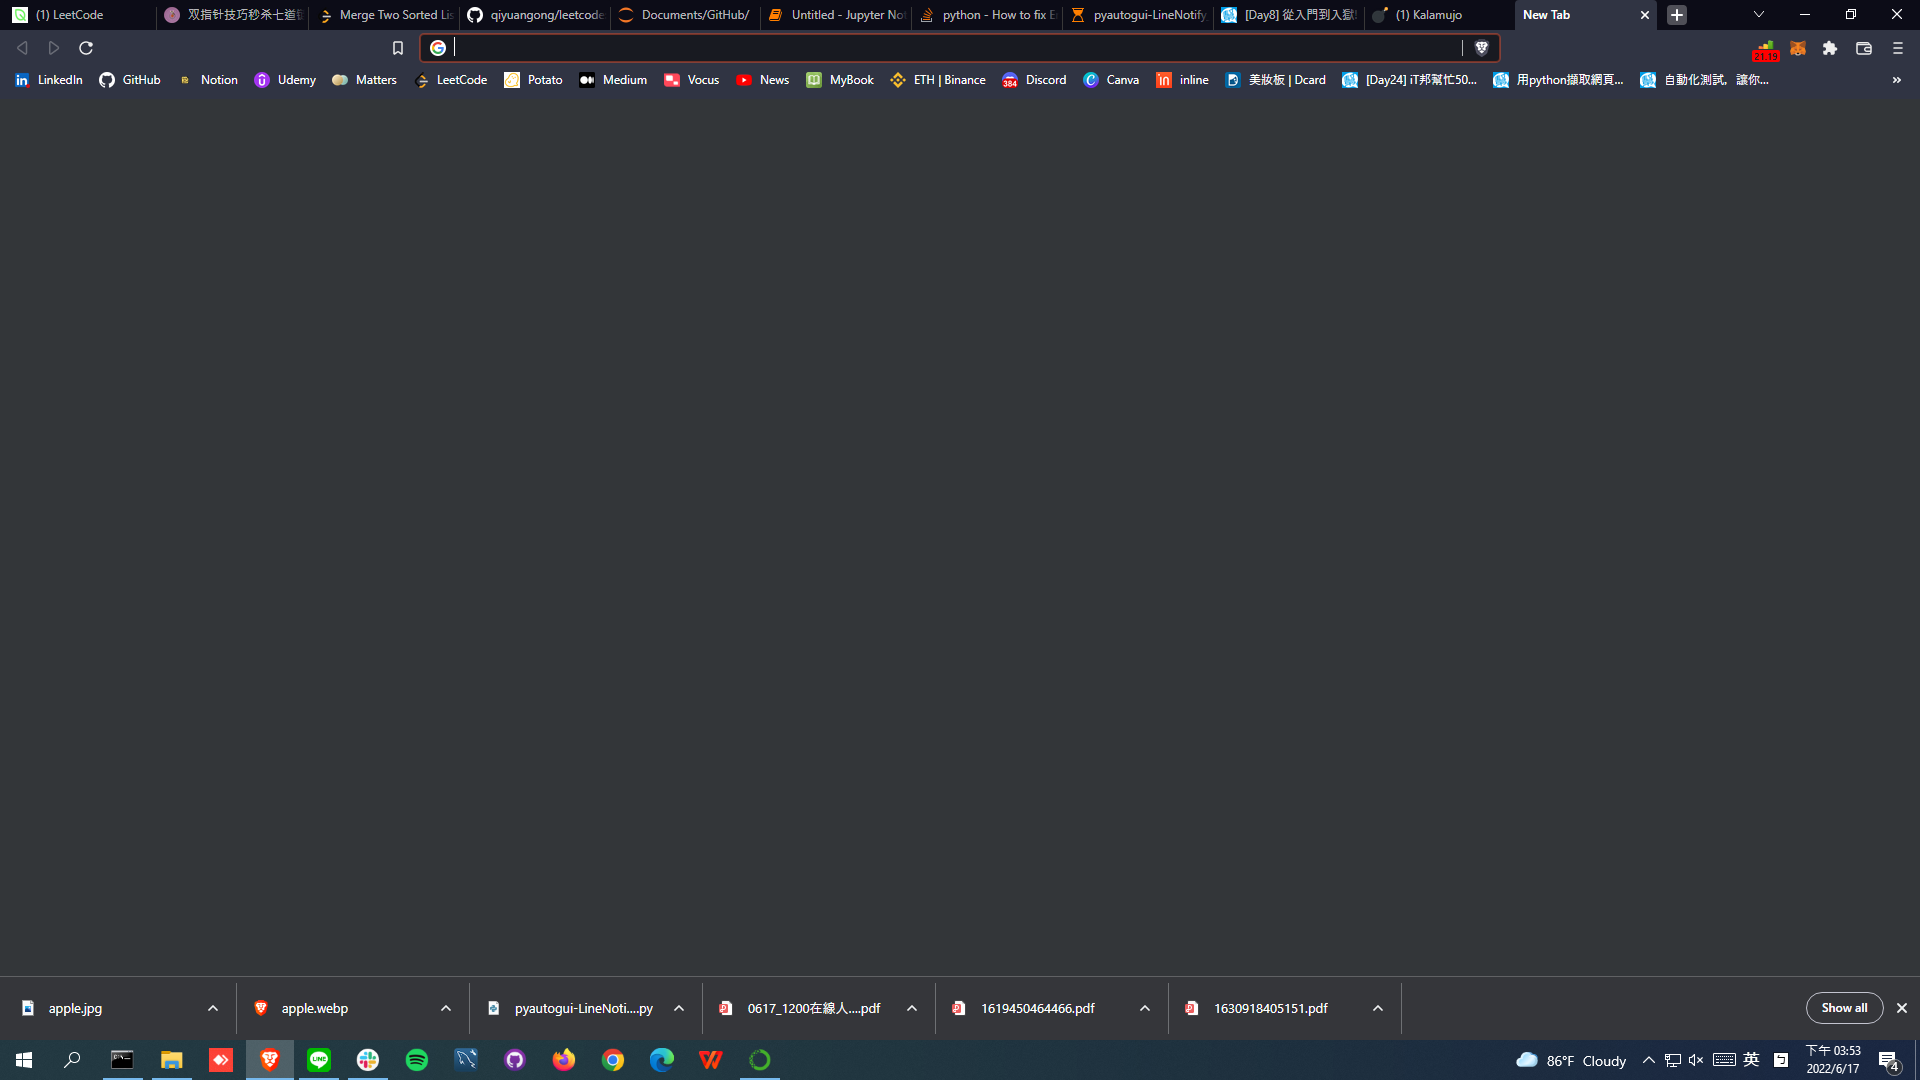 (1) LeetCode
双指针技巧秒杀七道
Merge Two Sorted Lis
qiyuangong/leetcode
Documents/GitHub/
Untitled - Jupyter No
python - How to fix E
pyautogui-LineNotify
[Day8] 從入門到入獄
(1) Kalamujo
New Tab
21.19
LinkedIn
GitHub
Notion
Udemy
Matters
LeetCode
Potato
Medium
Vocus
News
MyBook
ETH | Binance
384
Discord
Canva
inline
美妝板 | Dcard
[Day24] iT邦幫忙50...
用python擷取網頁...
自動化測試，讓你...
apple.jpg
apple.webp
pyautogui-LineNoti....py
0617_1200在線人....pdf
1619450464466.pdf
1630918405151.pdf
Show all
86°F Cloudy
英
ㄅ
下午 03:53
2022/6/17
4